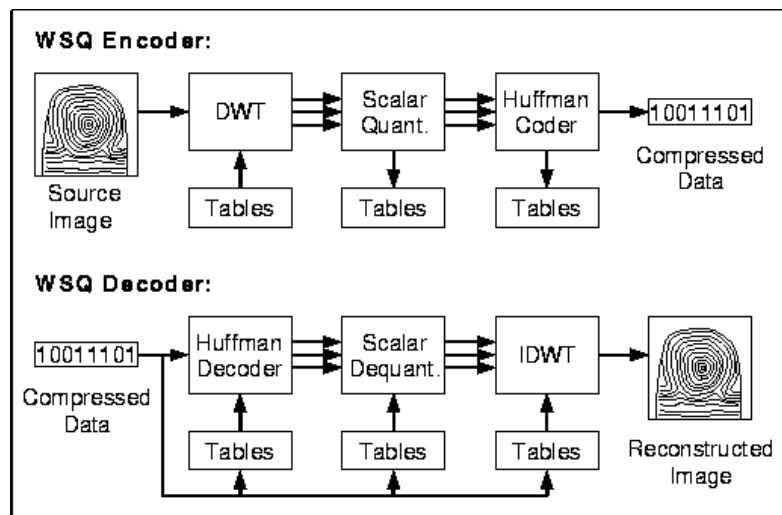 WSQ Encoder:
DWT
Scalar
Quant.
Huffman
Coder
10011101
Compressed
Data
Source
Image
Tables
Tables
Tables
WSQ Decoder:
10011101
Compressed
Data
Huffman
Decoder
Scalar
Dequant.
IDWT
Tables
Tables
Tables
Reconstructed
Image